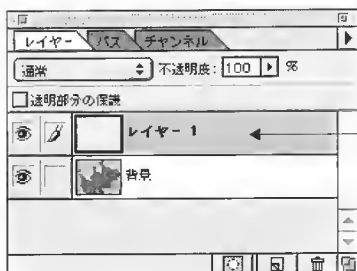 レイヤー パス チャンネル
通常 不透明度: 100 %
透明部分の保護
レイヤー 1
背景